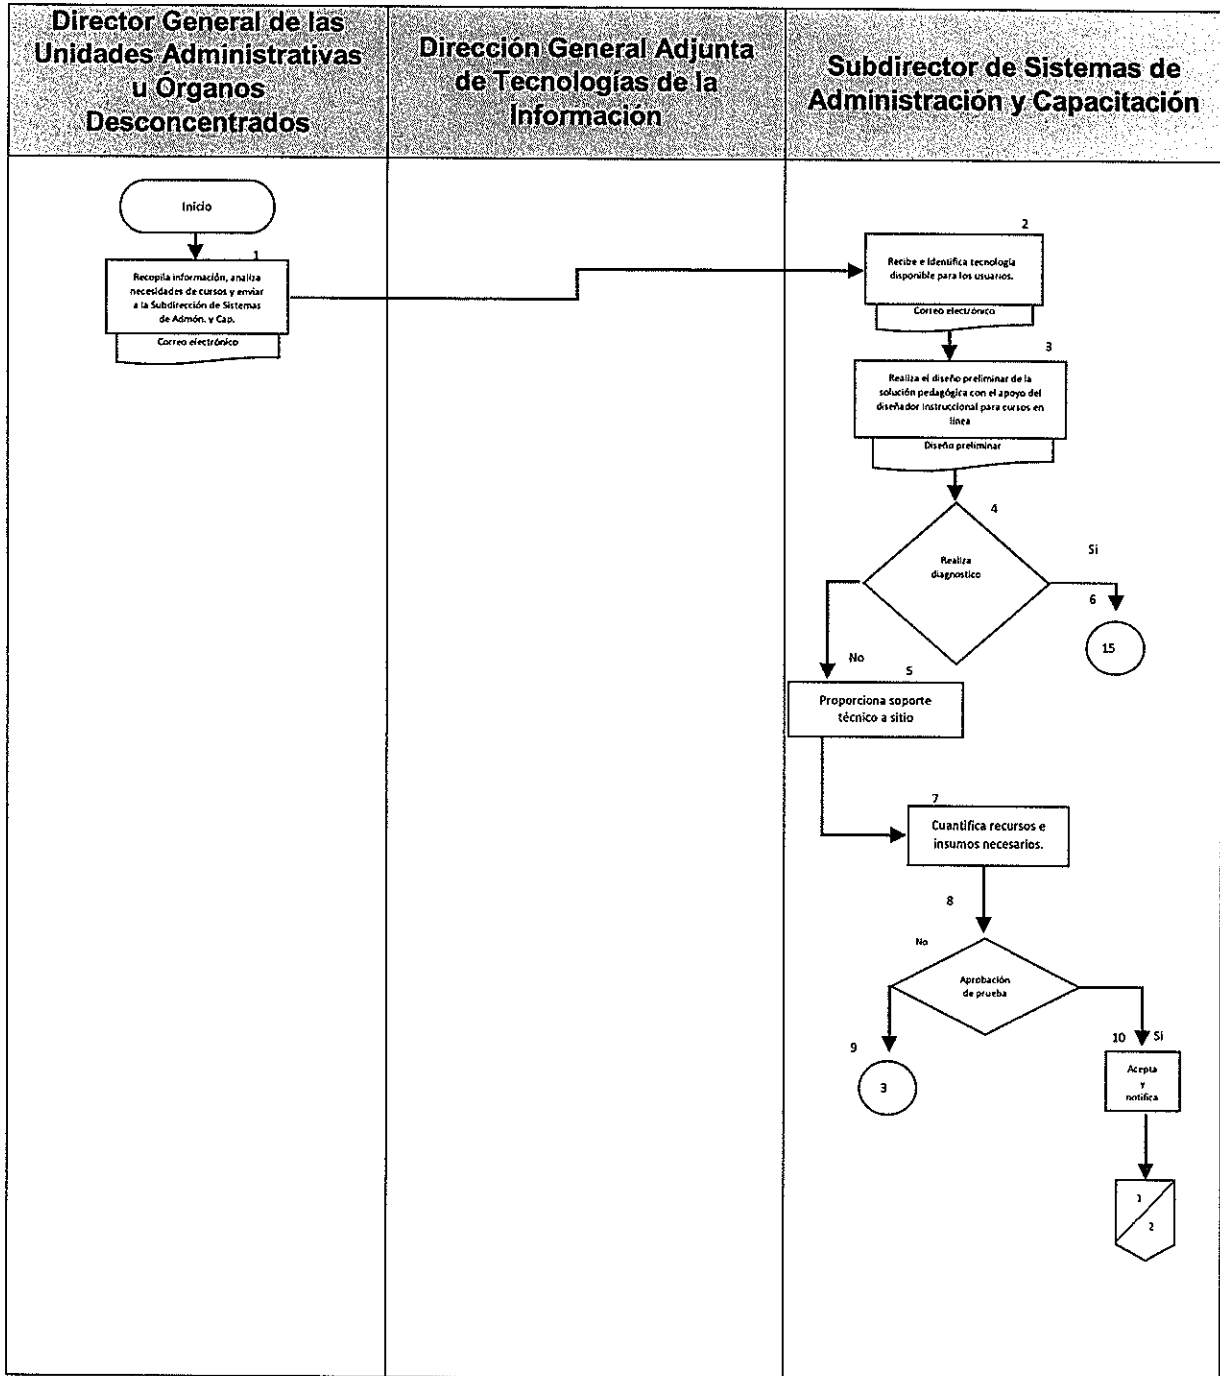 Director General de las
Unidades Administrativas
u Órganos
Desconcentrados
Dirección General Adjunta
de Tecnologías de la
Información
Subdirector de Sistemas de
Administración y Capacitación
Inicio
1
Recopila información, analiza
necesidades de cursos y enviar
a la Subdirección de Sistemas
de Admón. y Cap.
Correo electrónico
2
Recibe e Identifica tecnología
disponible para los usuarios.
Correo electrónico
3
Realiza el diseño preliminar de la
solución pedagógica con el apoyo del
diseñador instruccional para cursos en
línea
Diseño preliminar
4
Realiza
diagnostico
Si
6
15
No
5
Proporciona soporte
técnico a sitio
7
Cuantifica recursos e
insumos necesarios.
8
No
Aprobación
de prueba
9
3
10 Si
Acepta
y
notifica
1
2